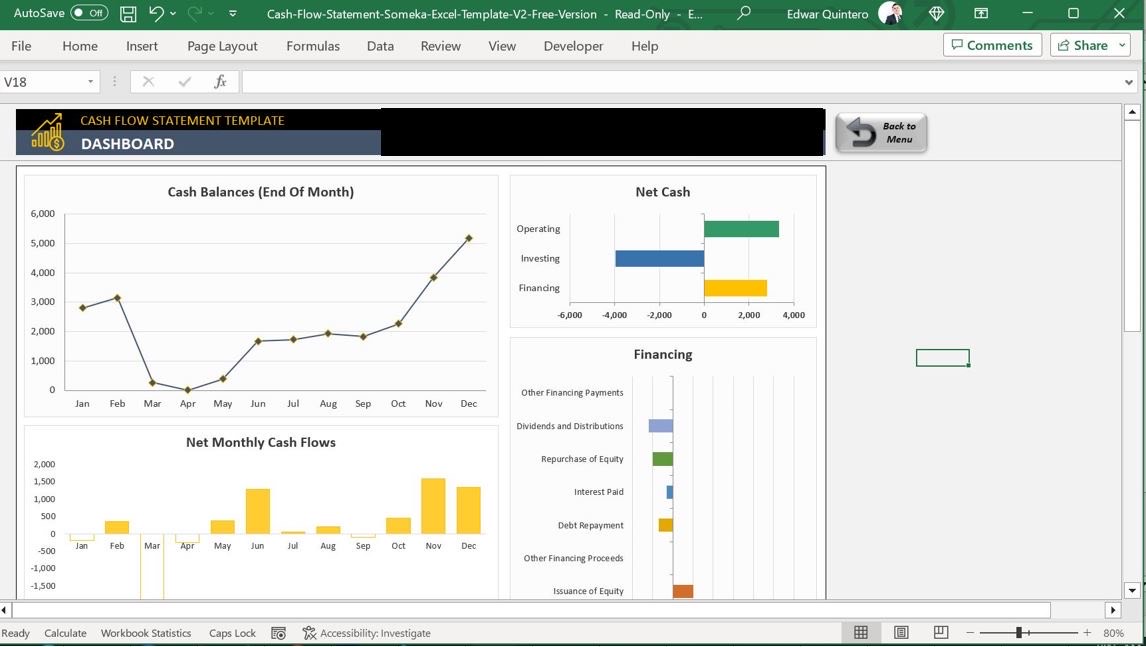 AutoSave Off Cash-Flow-Statement-Someka-Excel-Template-V2-Free-Version - Read-Only - E... Edwar Quintero
File Home Insert Page Layout Formulas Data Review View Developer Help Comments Share
V18 fx
CASH FLOW STATEMENT TEMPLATE
DASHBOARD
Back to
Menu
Cash Balances (End Of Month)
6,000
5,000
4,000
3,000
2,000
1,000
0
Jan Feb Mar Apr May Jun Jul Aug Sep Oct Nov Dec
Net Cash
Operating
Investing
Financing
-6,000 -4,000 -2,000 0 2,000 4,000
Net Monthly Cash Flows
2,000
1,500
1,000
500
0
Jan Feb Mar Apr May Jun Jul Aug Sep Oct Nov Dec
-500
-1,000
-1,500
Financing
Other Financing Payments
Dividends and Distributions
Repurchase of Equity
Interest Paid
Debt Repayment
Other Financing Proceeds
Issuance of Equity
Ready Calculate Workbook Statistics Caps Lock Accessibility: Investigate 80%